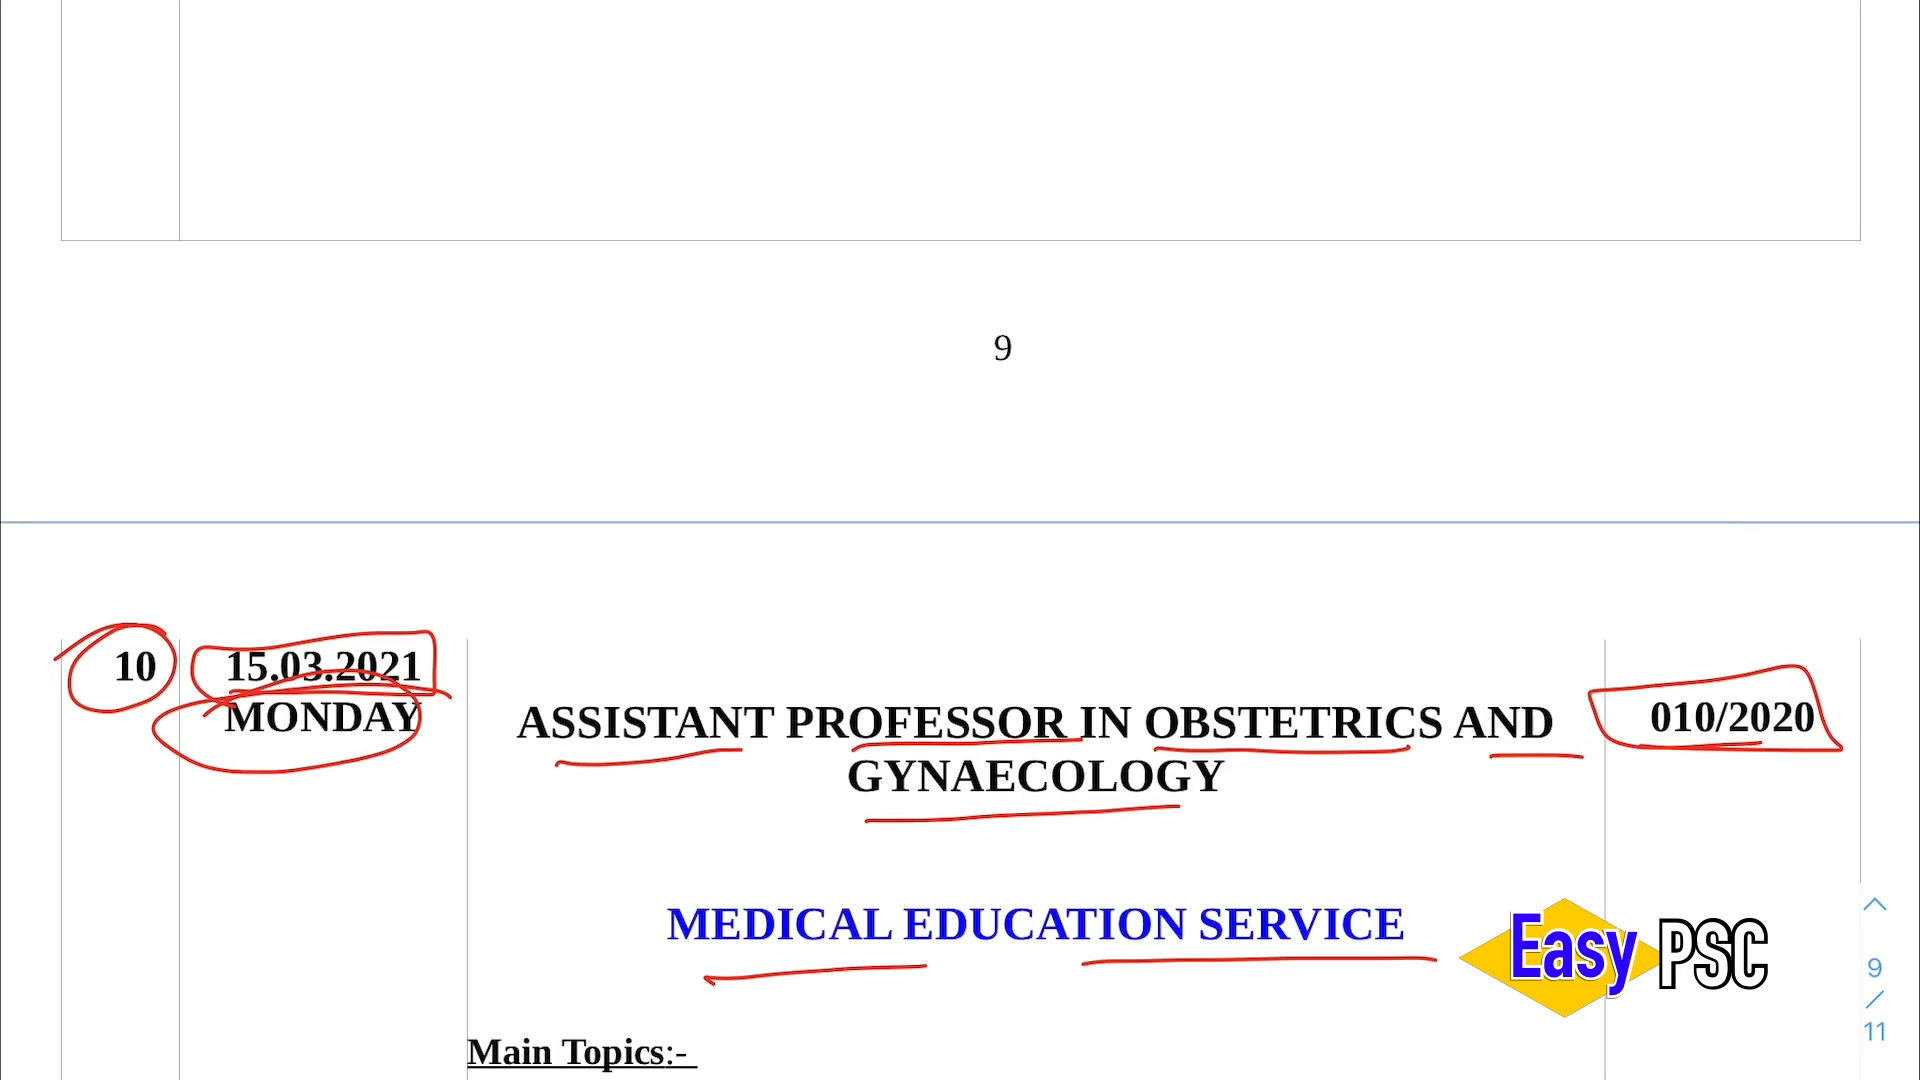 9
10
15.03.2021
MONDAY
ASSISTANT PROFESSOR IN OBSTETRICS AND
GYNAECOLOGY
010/2020
MEDICAL EDUCATION SERVICE
Easy PSC
9
/
11
Main Topics:-